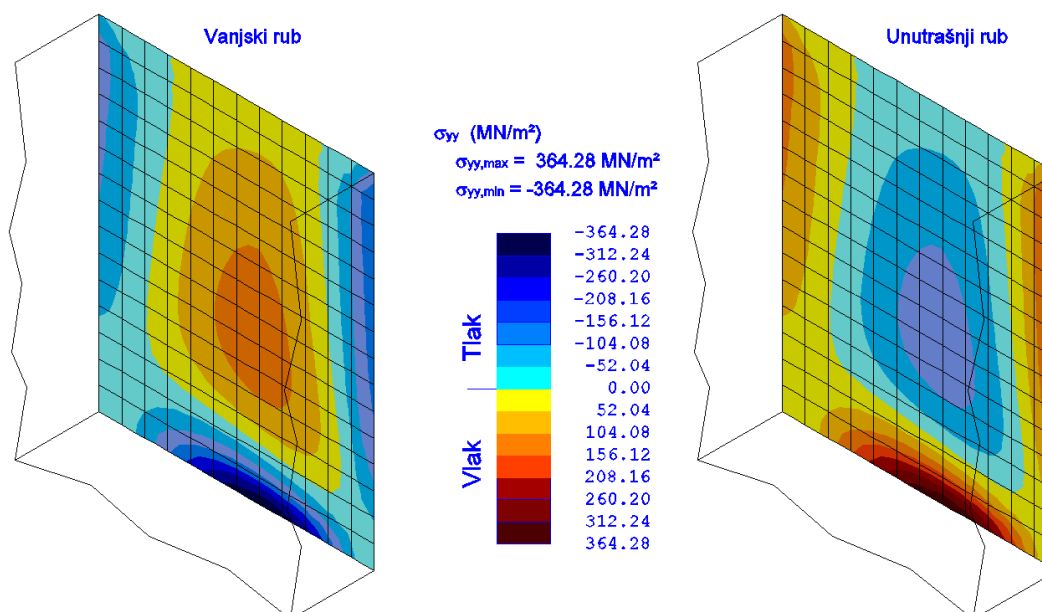 Vanjski rub
Unutrašnji rub
σyy (MN/m²)
σyy,max = 364.28 MN/m²
σyy,min = -364.28 MN/m²
-364.28
-312.24
-260.20
-208.16
-156.12
-104.08
-52.04
0.00
52.04
104.08
156.12
208.16
260.20
312.24
364.28
Tlak
Vlak